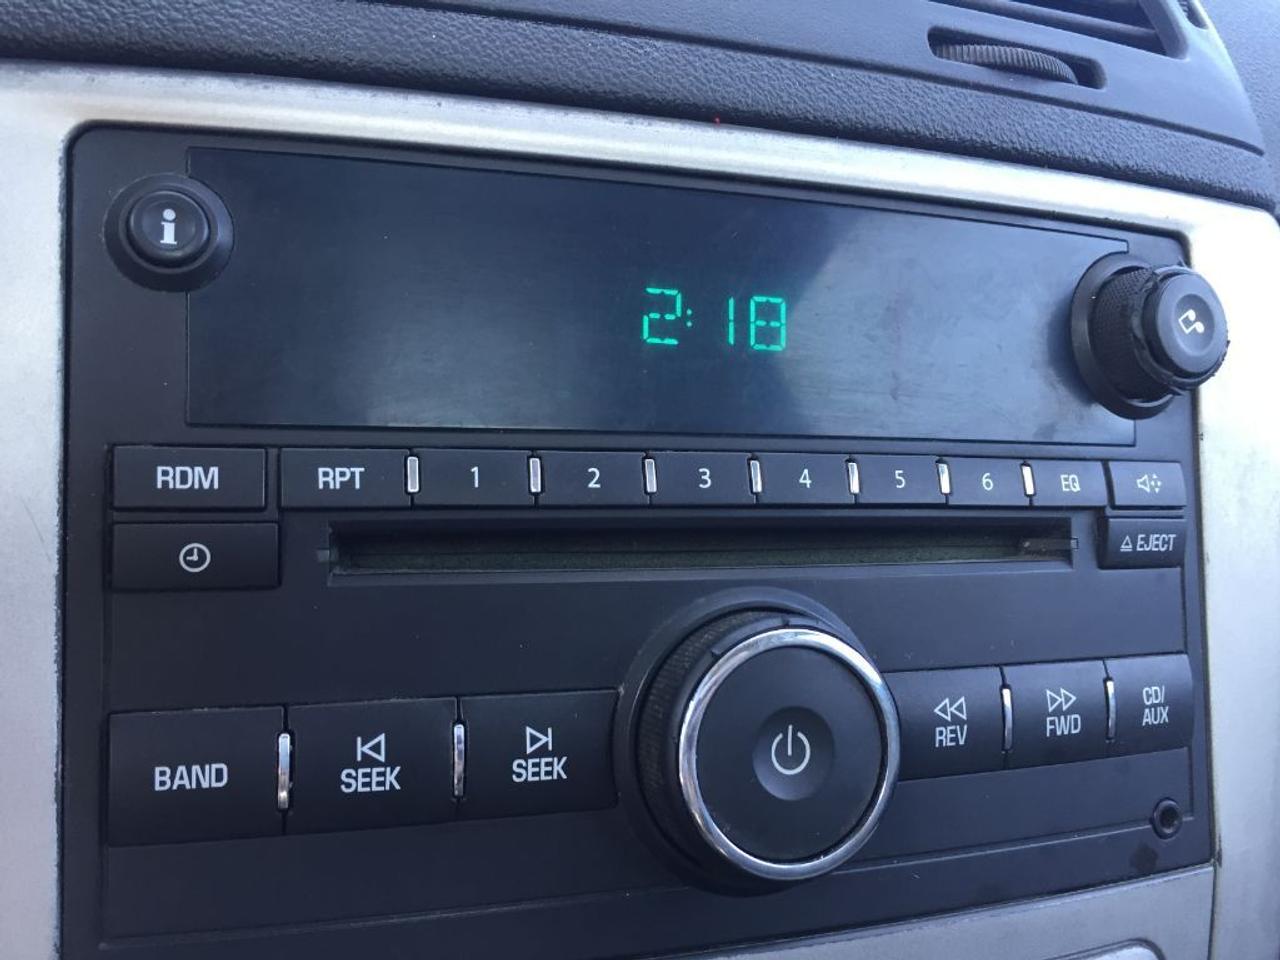 i
2:18
RDM RPT 1 2 3 4 5 6 EQ
EJECT
BAND SEEK SEEK REV FWD CD/
AUX